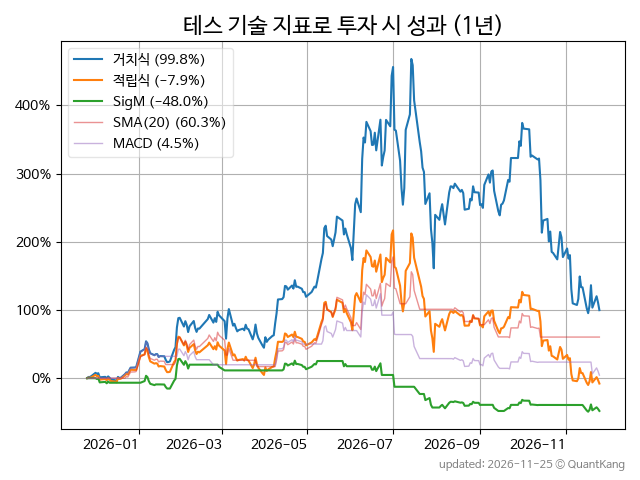 테스 기술 지표로 투자 시 성과 (1년)
거치식 (99.8%)
적립식 (−7.9%)
SigM (−48.0%)
SMA(20) (60.3%)
MACD (4.5%)
400%
300%
200%
100%
0%
2026-01 2026-03 2026-05 2026-07 2026-09 2026-11
updated: 2026-11-25 © QuantKang